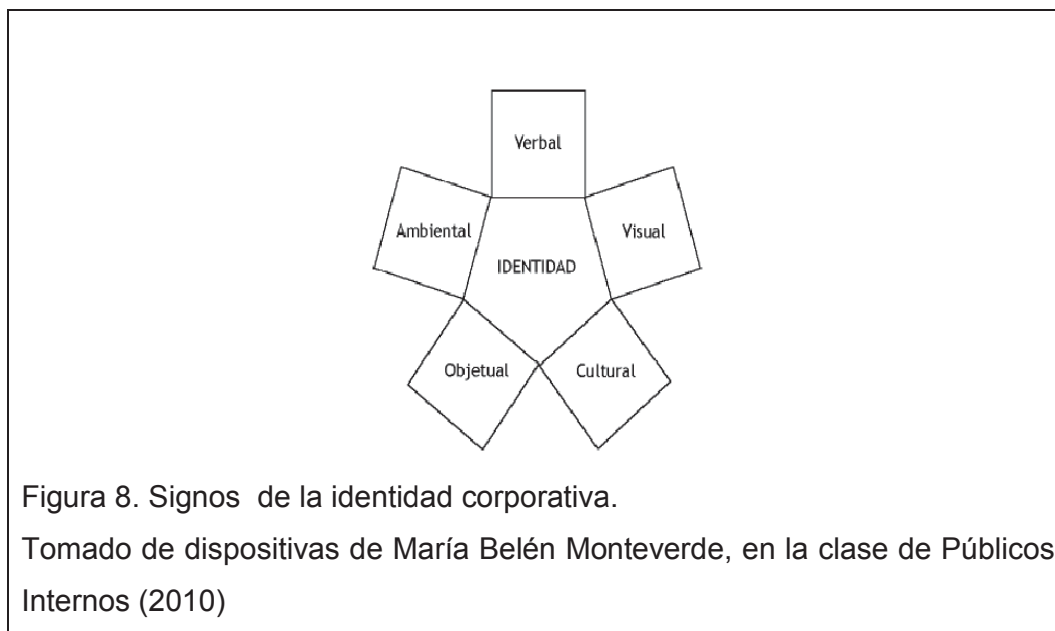 Verbal
Ambiental
Visual
IDENTIDAD
Objetual
Cultural
Figura 8. Signos  de la identidad corporativa.
Tomado de dispositivas de María Belén Monteverde, en la clase de Públicos
Internos (2010)